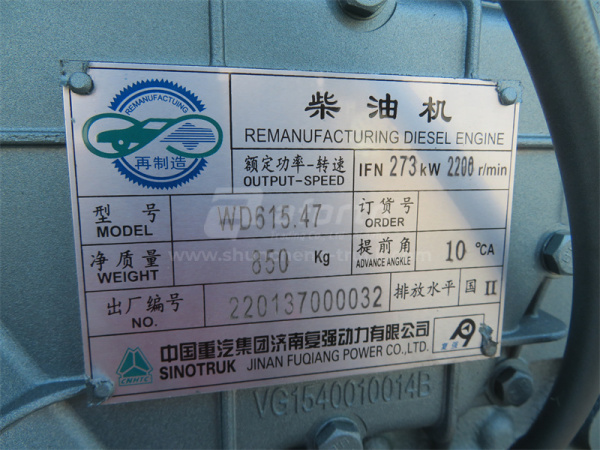 REMANUFACTURING
再制造
柴油机
REMANUFACTURING DIESEL ENGINE
额定功率-转速
OUTPUT-SPEED
IFN 273 kW 2200 r/min
型号
MODEL
WD615.47
订货号
ORDER
净质量
WEIGHT
850 Kg
提前角
ADVANCE ANGLE
10 °CA
出厂编号
NO.
220137000032
排放水平
国 II
CNHTC
中国重汽集团济南复强动力有限公司
SINOTRUK JINAN FUQIANG POWER CO.,LTD.
复强
VG1540010014B